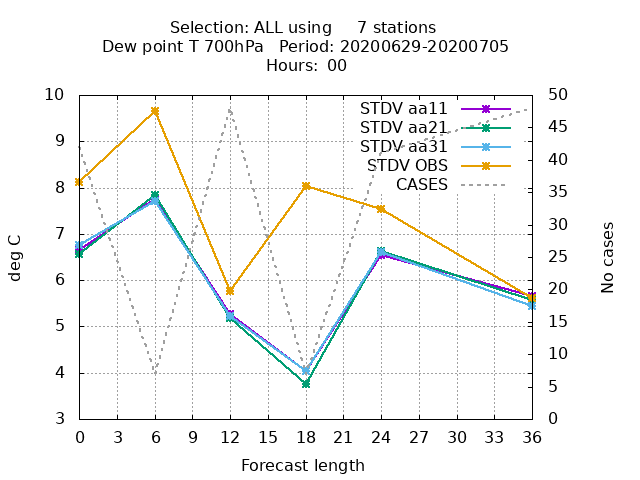 Selection: ALL using     7 stations
Dew point T 700hPa   Period: 20200629-20200705
Hours:  00
STDV aa11
STDV aa21
STDV aa31
STDV OBS
CASES
10
9
8
7
6
5
4
3
deg C
50
45
40
35
30
25
20
15
10
5
0
No cases
0 3 6 9 12 15 18 21 24 27 30 33 36
Forecast length